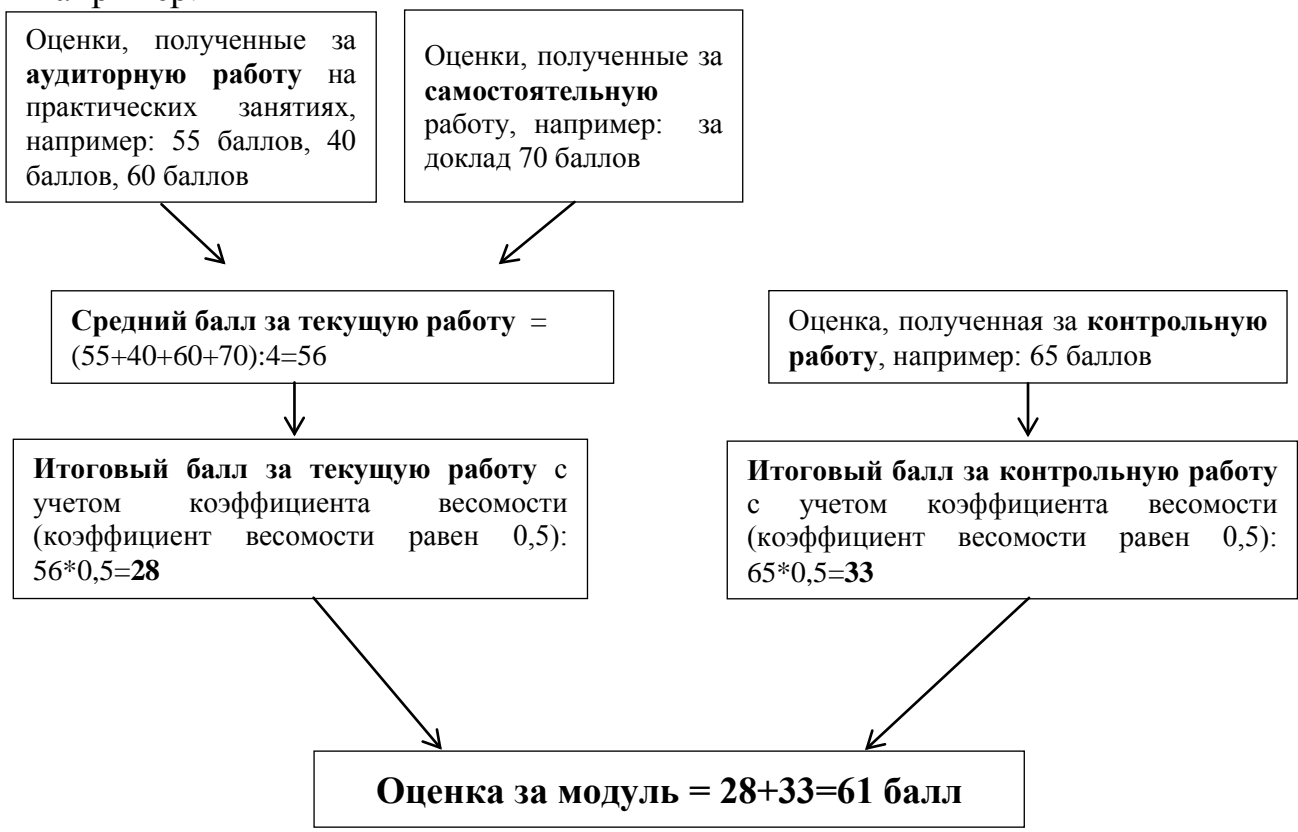 Оценки, полученные за
аудиторную работу на
практических занятиях,
например: 55 баллов, 40
баллов, 60 баллов
Оценки, полученные за
самостоятельную
работу, например: за
доклад 70 баллов
Средний балл за текущую работу =
(55+40+60+70):4=56
Оценка, полученная за контрольную
работу, например: 65 баллов
Итоговый балл за текущую работу с
учетом коэффициента весомости
(коэффициент весомости равен 0,5):
56*0,5=28
Итоговый балл за контрольную работу
с учетом коэффициента весомости
(коэффициент весомости равен 0,5):
65*0,5=33
Оценка за модуль = 28+33=61 балл